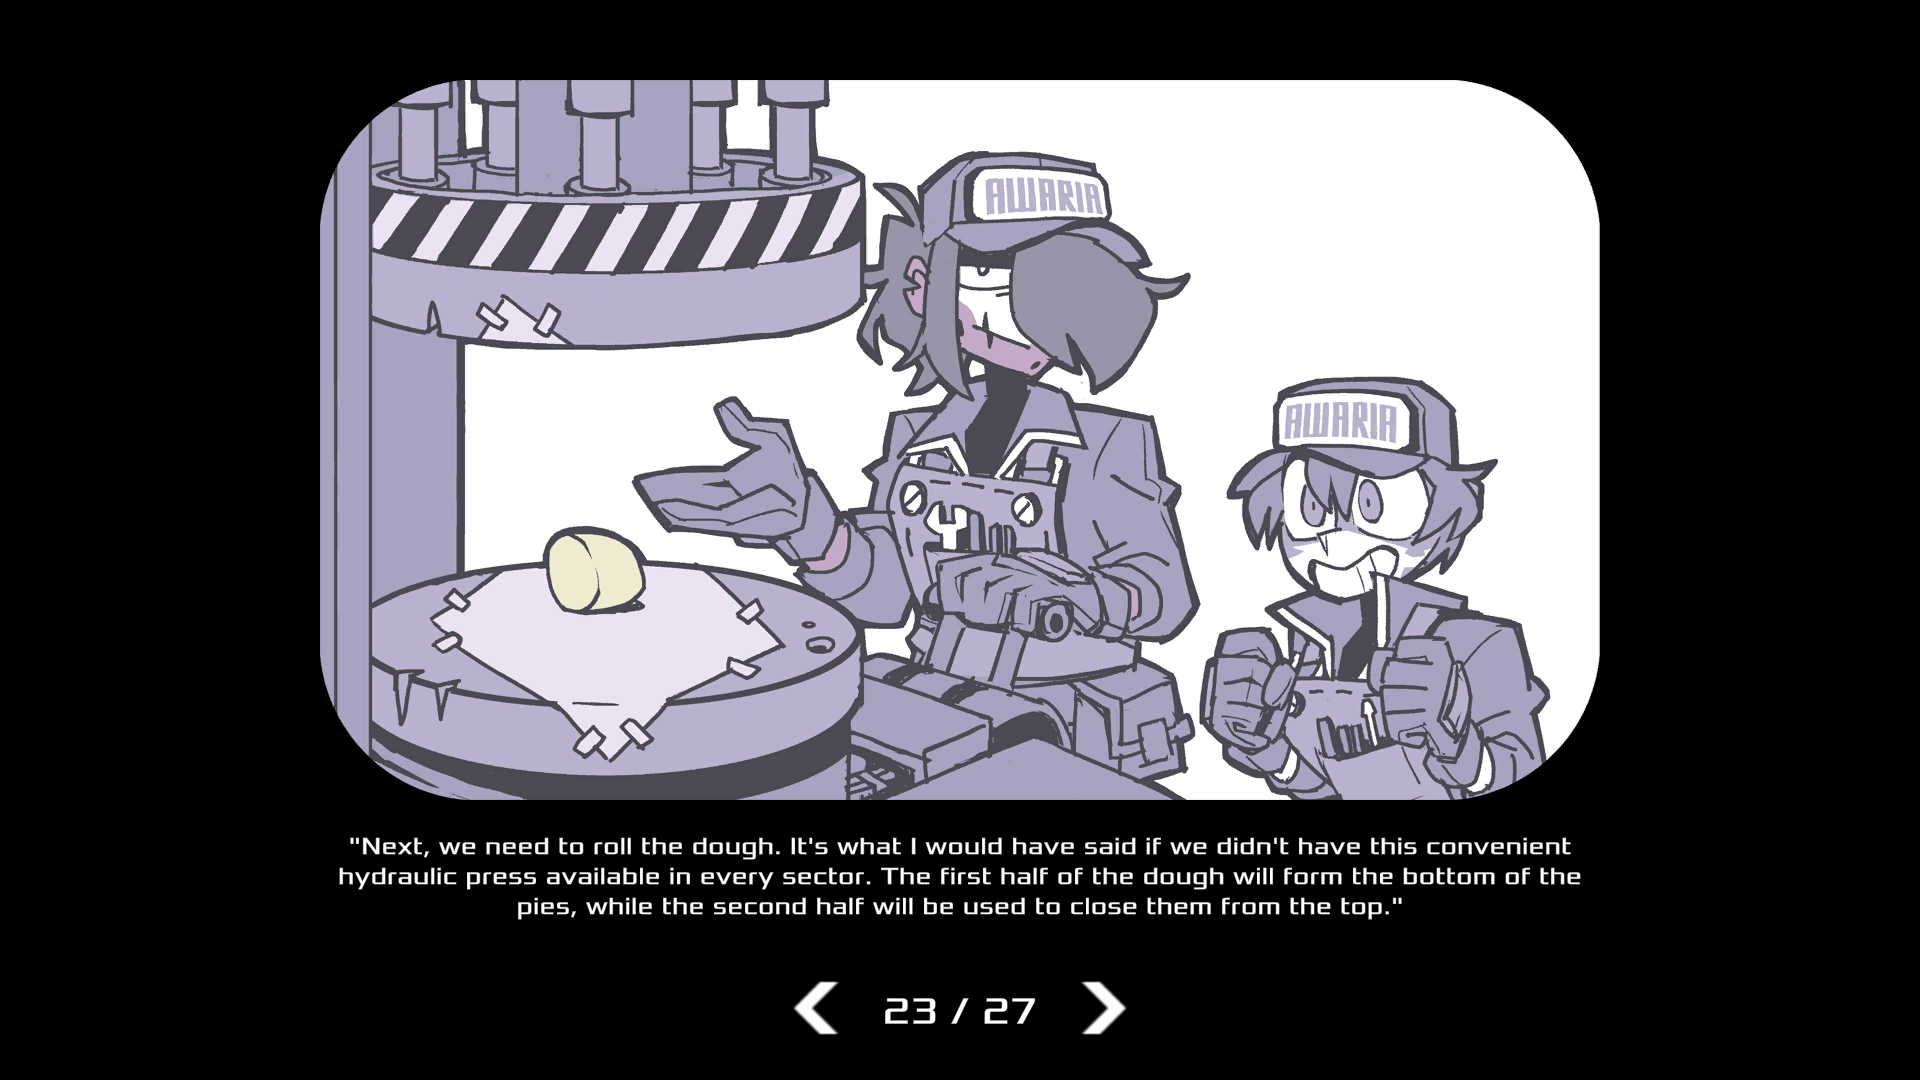 AWARIA
AWARIA
"Next, we need to roll the dough. It's what I would have said if we didn't have this convenient
hydraulic press available in every sector. The first half of the dough will form the bottom of the
pies, while the second half will be used to close them from the top."
23 / 27